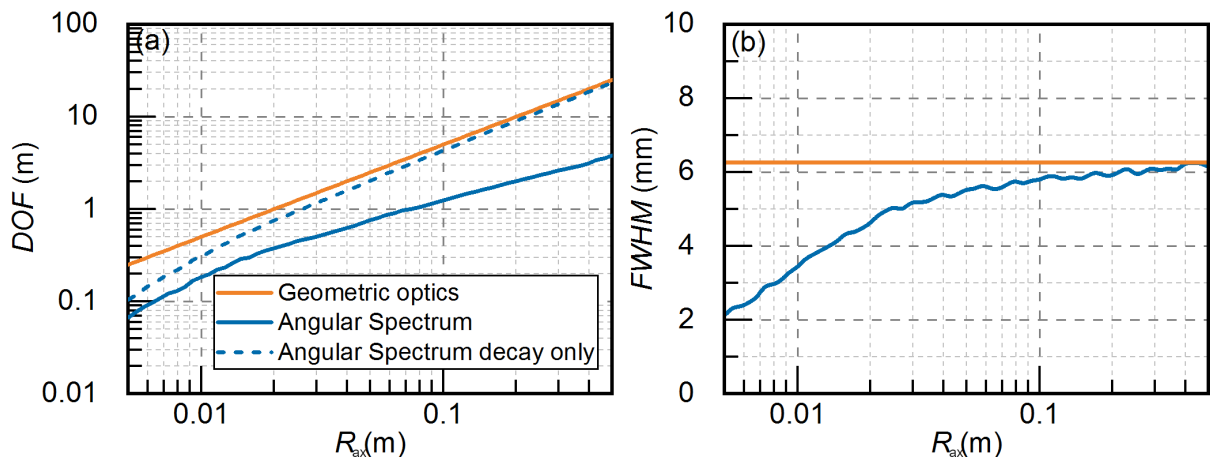 (a)
100
10
1
0.1
0.01
DOF (m)
Geometric optics
Angular Spectrum
Angular Spectrum decay only
0.01
0.1
Rax(m)
(b)
10
8
6
4
2
0
FWHM (mm)
0.01
0.1
Rax(m)